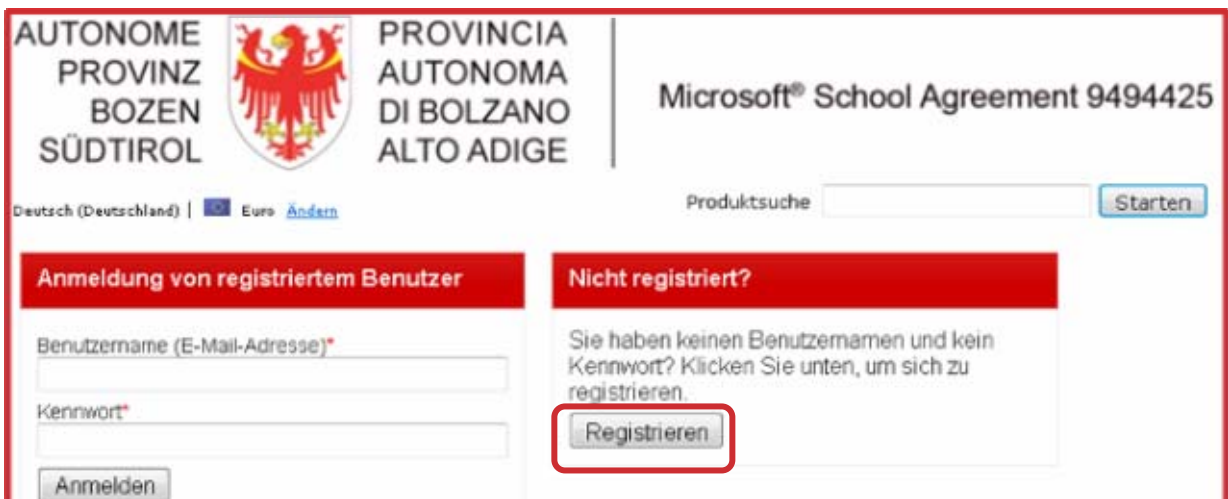 AUTONOME
PROVINZ
BOZEN
SÜDTIROL
PROVINCIA
AUTONOMA
DI BOLZANO
ALTO ADIGE
Microsoft® School Agreement 9494425
Deutsch (Deutschland) | Euro Ändern
Produktsuche Starten
Anmeldung von registriertem Benutzer
Benutzername (E-Mail-Adresse)*
Kennwort*
Anmelden
Nicht registriert?
Sie haben keinen Benutzernamen und kein
Kennwort? Klicken Sie unten, um sich zu
registrieren.
Registrieren